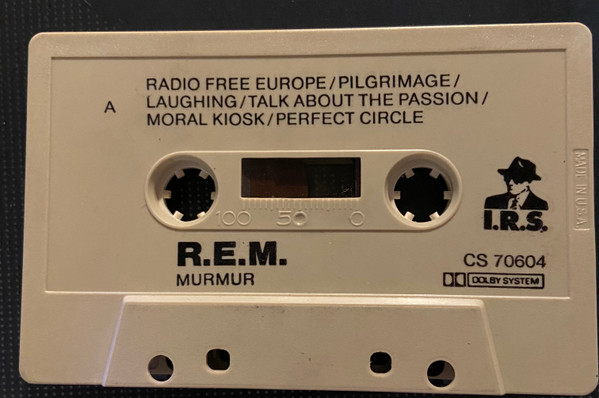 RADIO FREE EUROPE/PILGRIMAGE/
A LAUGHING/TALK ABOUT THE PASSION/
MORAL KIOSK/PERFECT CIRCLE
100 50 0
I.R.S.
MADE IN U.S.A.
R.E.M.
MURMUR
CS 70604
DOLBY SYSTEM